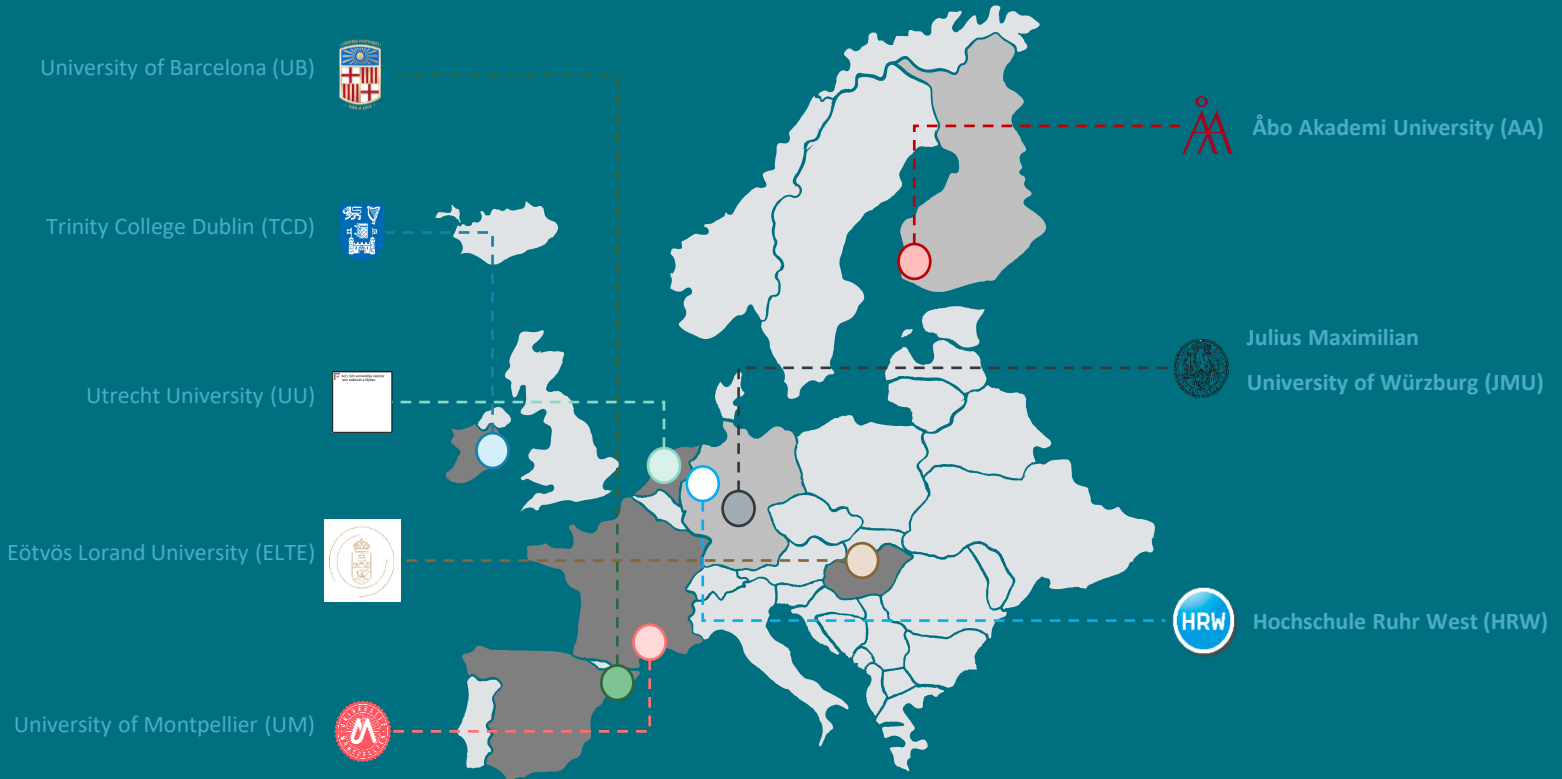 University of Barcelona (UB)
Åbo Akademi University (AA)
Trinity College Dublin (TCD)
Julius Maximilian
University of Würzburg (JMU)
Utrecht University (UU)
Eötvös Lorand University (ELTE)
HRW
Hochschule Ruhr West (HRW)
University of Montpellier (UM)